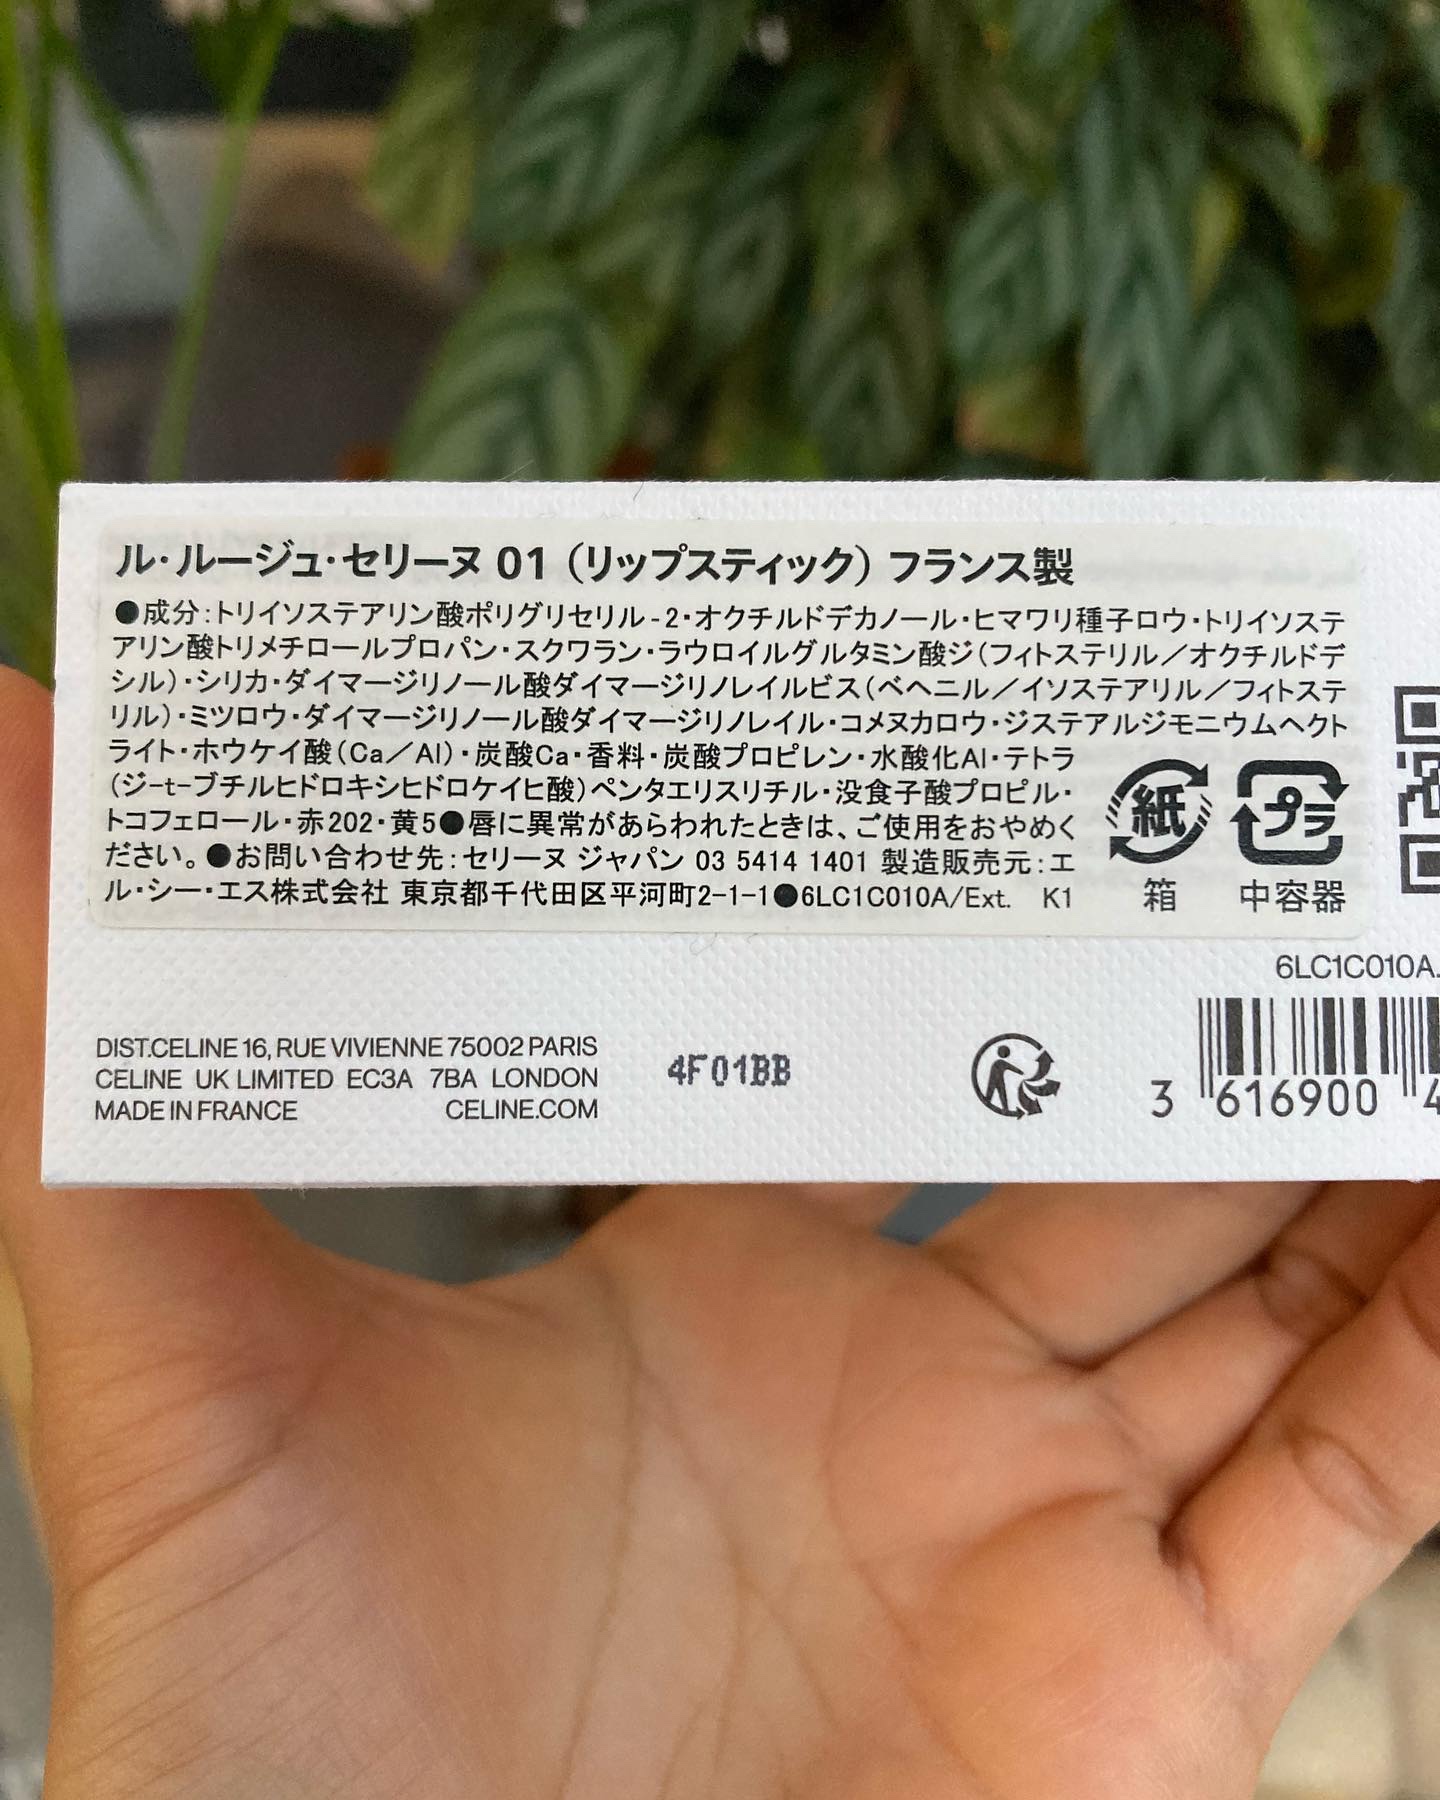 ル・ルージュ・セリーヌ 01（リップスティック）フランス製
●成分：トリイソステアリン酸ポリグリセリル-2・オクチルドデカノール・ヒマワリ種子ロウ・トリイソステ
アリン酸トリメチロールプロパン・スクワラン・ラウロイルグルタミン酸ジ（フィトステリル／オクチルドデ
シル）・シリカ・ダイマージリノール酸ダイマージリノレイルビス（ベヘニル／イソステアリル／フィトステ
リル）・ミツロウ・ダイマージリノール酸ダイマージリノレイル・コメヌカロウ・ジステアルジモニウムヘクト
ライト・ホウケイ酸（Ca／Al）・炭酸Ca・香料・炭酸プロピレン・水酸化Al・テトラ
（ジ-t-ブチルヒドロキシヒドロケイヒ酸）ペンタエリスリチル・没食子酸プロピル・
トコフェロール・赤202・黄5●唇に異常があらわれたときは、ご使用をおやめく
ださい。●お問い合わせ先：セリーヌ ジャパン 03 5414 1401 製造販売元：エ
ル・シー・エス株式会社 東京都千代田区平河町2-1-1●6LC1C010A/Ext. K1
紙 プラ
箱 中容器
6LC1C010A.
DIST.CELINE 16, RUE VIVIENNE 75002 PARIS
CELINE UK LIMITED EC3A 7BA LONDON
MADE IN FRANCE CELINE.COM
4F01BB
3 616900 4